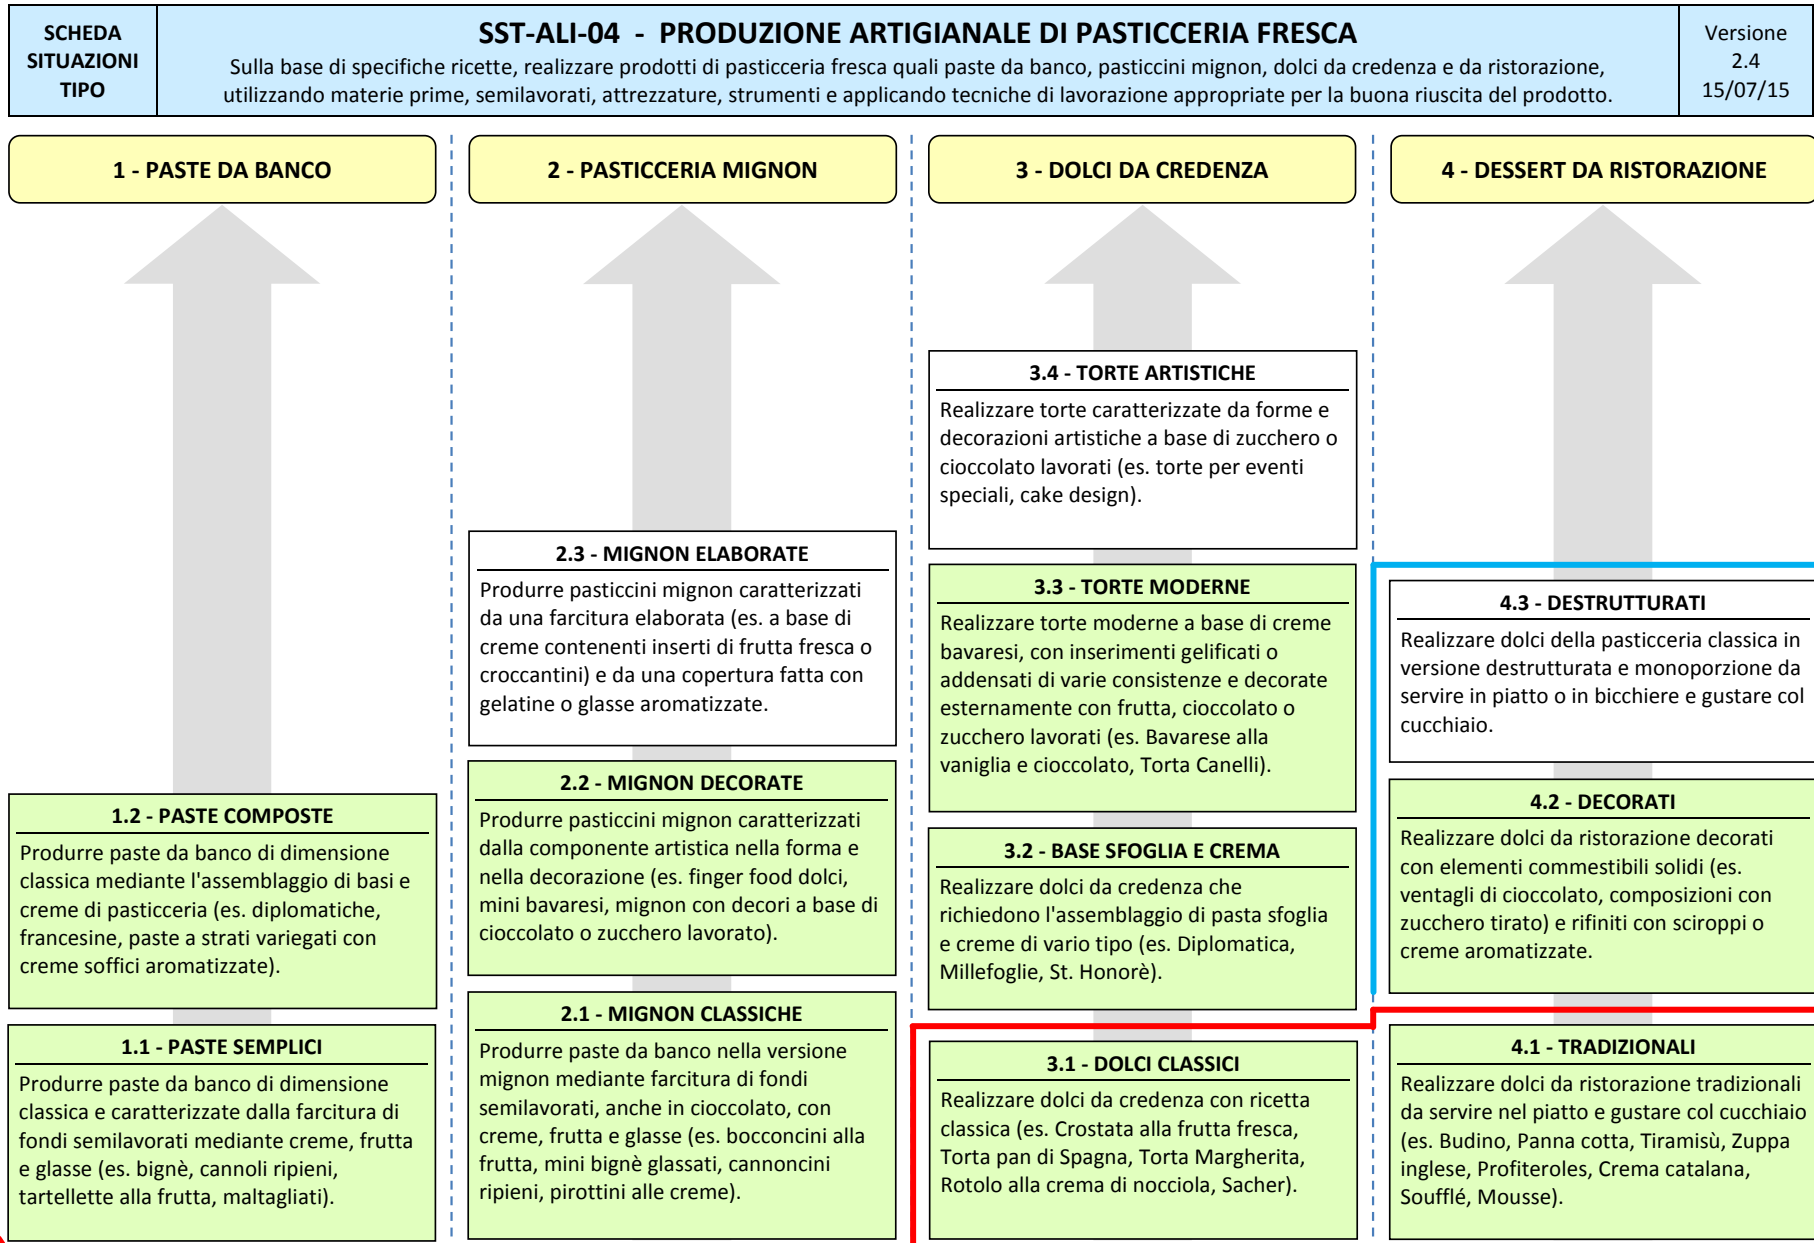 SCHEDA
SITUAZIONI
TIPO
SST-ALI-04 - PRODUZIONE ARTIGIANALE DI PASTICCERIA FRESCA
Sulla base di specifiche ricette, realizzare prodotti di pasticceria fresca quali paste da banco, pasticcini mignon, dolci da credenza e da ristorazione,
utilizzando materie prime, semilavorati, attrezzature, strumenti e applicando tecniche di lavorazione appropriate per la buona riuscita del prodotto.
Versione
2.4
15/07/15
1 - PASTE DA BANCO
1.2 - PASTE COMPOSTE
Produrre paste da banco di dimensione
classica mediante l'assemblaggio di basi e
creme di pasticceria (es. diplomatiche,
francesine, paste a strati variegati con
creme soffici aromatizzate).
1.1 - PASTE SEMPLICI
Produrre paste da banco di dimensione
classica e caratterizzate dalla farcitura di
fondi semilavorati mediante creme, frutta
e glasse (es. bignè, cannoli ripieni,
tartellette alla frutta, maltagliati).
2 - PASTICCERIA MIGNON
2.3 - MIGNON ELABORATE
Produrre pasticcini mignon caratterizzati
da una farcitura elaborata (es. a base di
creme contenenti inserti di frutta fresca o
croccantini) e da una copertura fatta con
gelatine o glasse aromatizzate.
2.2 - MIGNON DECORATE
Produrre pasticcini mignon caratterizzati
dalla componente artistica nella forma e
nella decorazione (es. finger food dolci,
mini bavaresi, mignon con decori a base di
cioccolato o zucchero lavorato).
2.1 - MIGNON CLASSICHE
Produrre paste da banco nella versione
mignon mediante farcitura di fondi
semilavorati, anche in cioccolato, con
creme, frutta e glasse (es. bocconcini alla
frutta, mini bignè glassati, cannoncini
ripieni, pirottini alle creme).
3 - DOLCI DA CREDENZA
3.4 - TORTE ARTISTICHE
Realizzare torte caratterizzate da forme e
decorazioni artistiche a base di zucchero o
cioccolato lavorati (es. torte per eventi
speciali, cake design).
3.3 - TORTE MODERNE
Realizzare torte moderne a base di creme
bavaresi, con inserimenti gelificati o
addensati di varie consistenze e decorate
esternamente con frutta, cioccolato o
zucchero lavorati (es. Bavarese alla
vaniglia e cioccolato, Torta Canelli).
3.2 - BASE SFOGLIA E CREMA
Realizzare dolci da credenza che
richiedono l'assemblaggio di pasta sfoglia
e creme di vario tipo (es. Diplomatica,
Millefoglie, St. Honorè).
3.1 - DOLCI CLASSICI
Realizzare dolci da credenza con ricetta
classica (es. Crostata alla frutta fresca,
Torta pan di Spagna, Torta Margherita,
Rotolo alla crema di nocciola, Sacher).
4 - DESSERT DA RISTORAZIONE
4.3 - DESTRUTTURATI
Realizzare dolci della pasticceria classica in
versione destrutturata e monoporzione da
servire in piatto o in bicchiere e gustare col
cucchiaio.
4.2 - DECORATI
Realizzare dolci da ristorazione decorati
con elementi commestibili solidi (es.
ventagli di cioccolato, composizioni con
zucchero tirato) e rifiniti con sciroppi o
creme aromatizzate.
4.1 - TRADIZIONALI
Realizzare dolci da ristorazione tradizionali
da servire nel piatto e gustare col cucchiaio
(es. Budino, Panna cotta, Tiramisù, Zuppa
inglese, Profiteroles, Crema catalana,
Soufflé, Mousse).